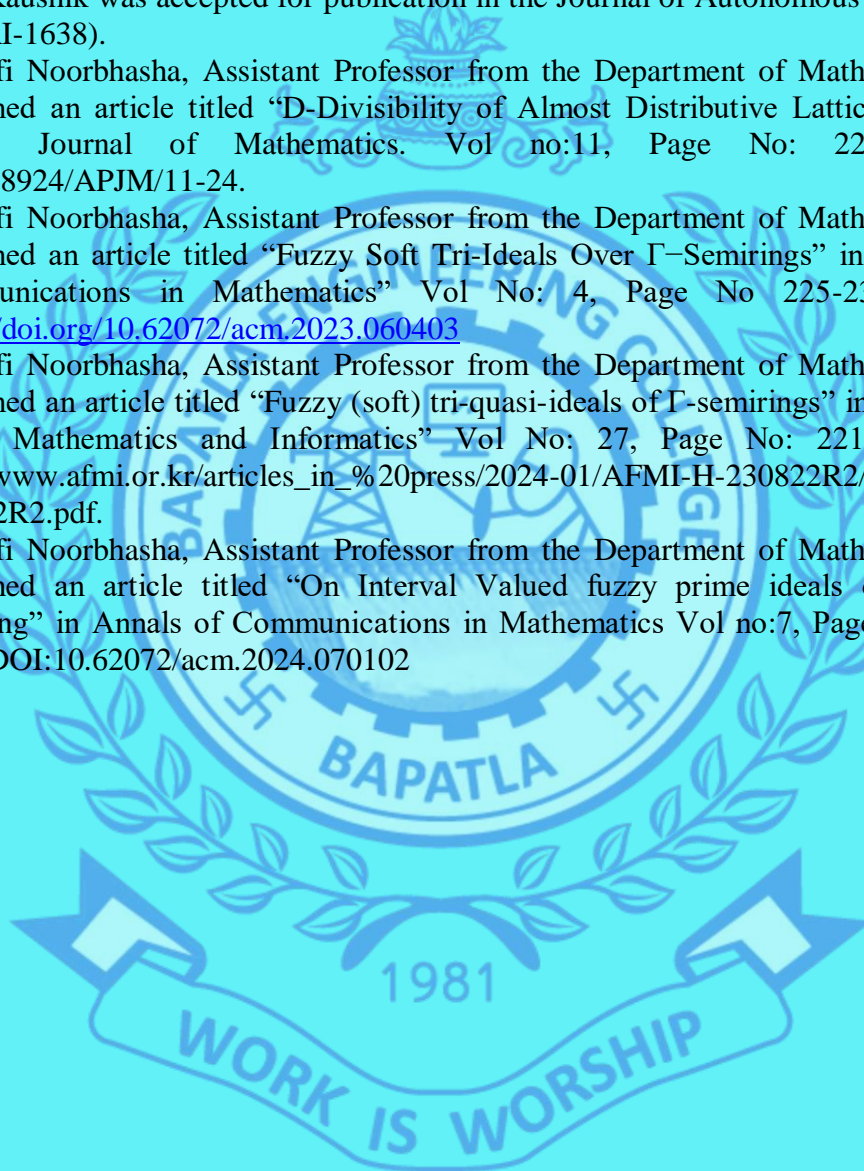 Kaushik was accepted for publication in the Journal of Autonomous
I-1638).
fi Noorbhasha, Assistant Professor from the Department of Math
ned an article titled “D-Divisibility of Almost Distributive Lattic
Journal of Mathematics. Vol no:11, Page No: 22
8924/APJM/11-24.
fi Noorbhasha, Assistant Professor from the Department of Math
ned an article titled “Fuzzy Soft Tri-Ideals Over Γ−Semirings” in
unications in Mathematics” Vol No: 4, Page No 225-23
/doi.org/10.62072/acm.2023.060403
fi Noorbhasha, Assistant Professor from the Department of Math
ned an article titled “Fuzzy (soft) tri-quasi-ideals of Γ-semirings” in
Mathematics and Informatics” Vol No: 27, Page No: 221
www.afmi.or.kr/articles_in_%20press/2024-01/AFMI-H-230822R2/
2R2.pdf.
fi Noorbhasha, Assistant Professor from the Department of Math
ned an article titled “On Interval Valued fuzzy prime ideals
ng” in Annals of Communications in Mathematics Vol no:7, Page
DOI:10.62072/acm.2024.070102
BAPATLA ENGINEERING COLLEGE
BAPATLA
1981
WORK IS WORSHIP